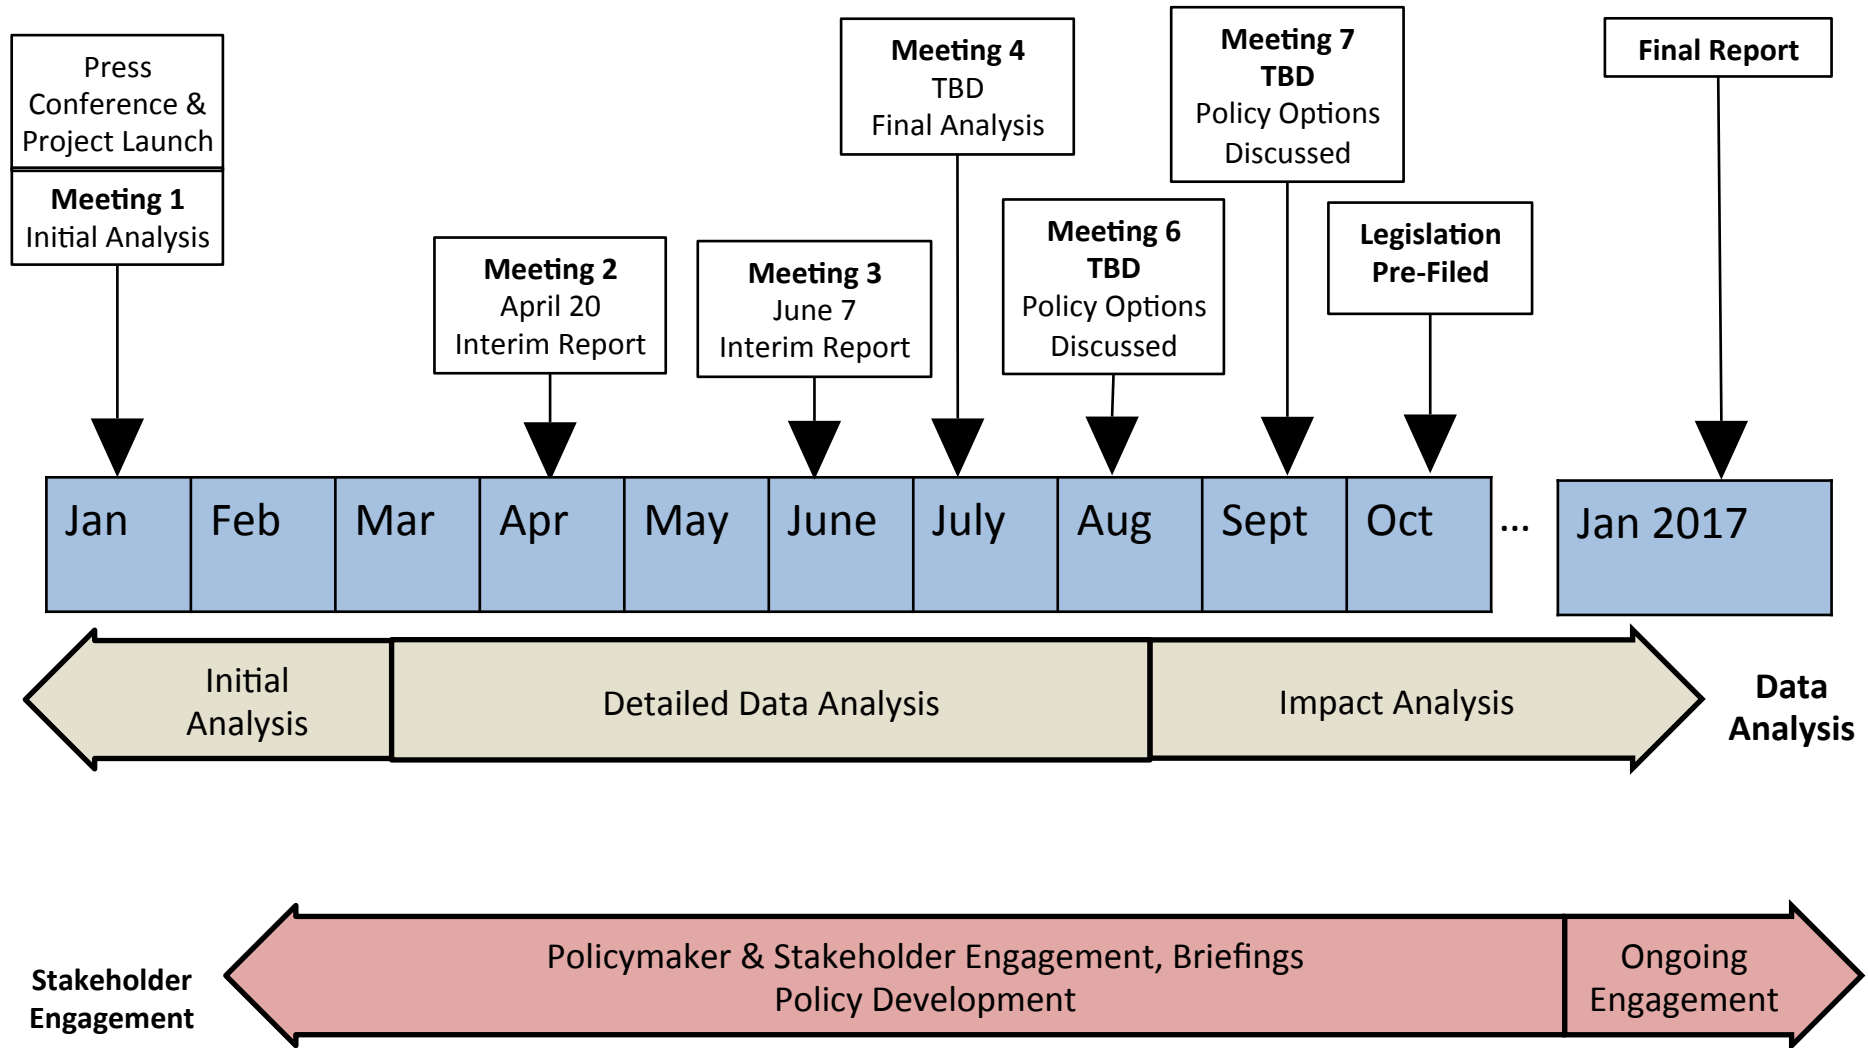 Press
Conference &
Project Launch
Meeting 1
Initial Analysis
Meeting 2
April 20
Interim Report
Meeting 3
June 7
Interim Report
Meeting 4
TBD
Final Analysis
Meeting 6
TBD
Policy Options
Discussed
Meeting 7
TBD
Policy Options
Discussed
Legislation
Pre-Filed
Final Report
Jan
Feb
Mar
Apr
May
June
July
Aug
Sept
Oct
...
Jan 2017
Initial
Analysis
Detailed Data Analysis
Impact Analysis
Data
Analysis
Stakeholder
Engagement
Policymaker & Stakeholder Engagement, Briefings
Policy Development
Ongoing
Engagement